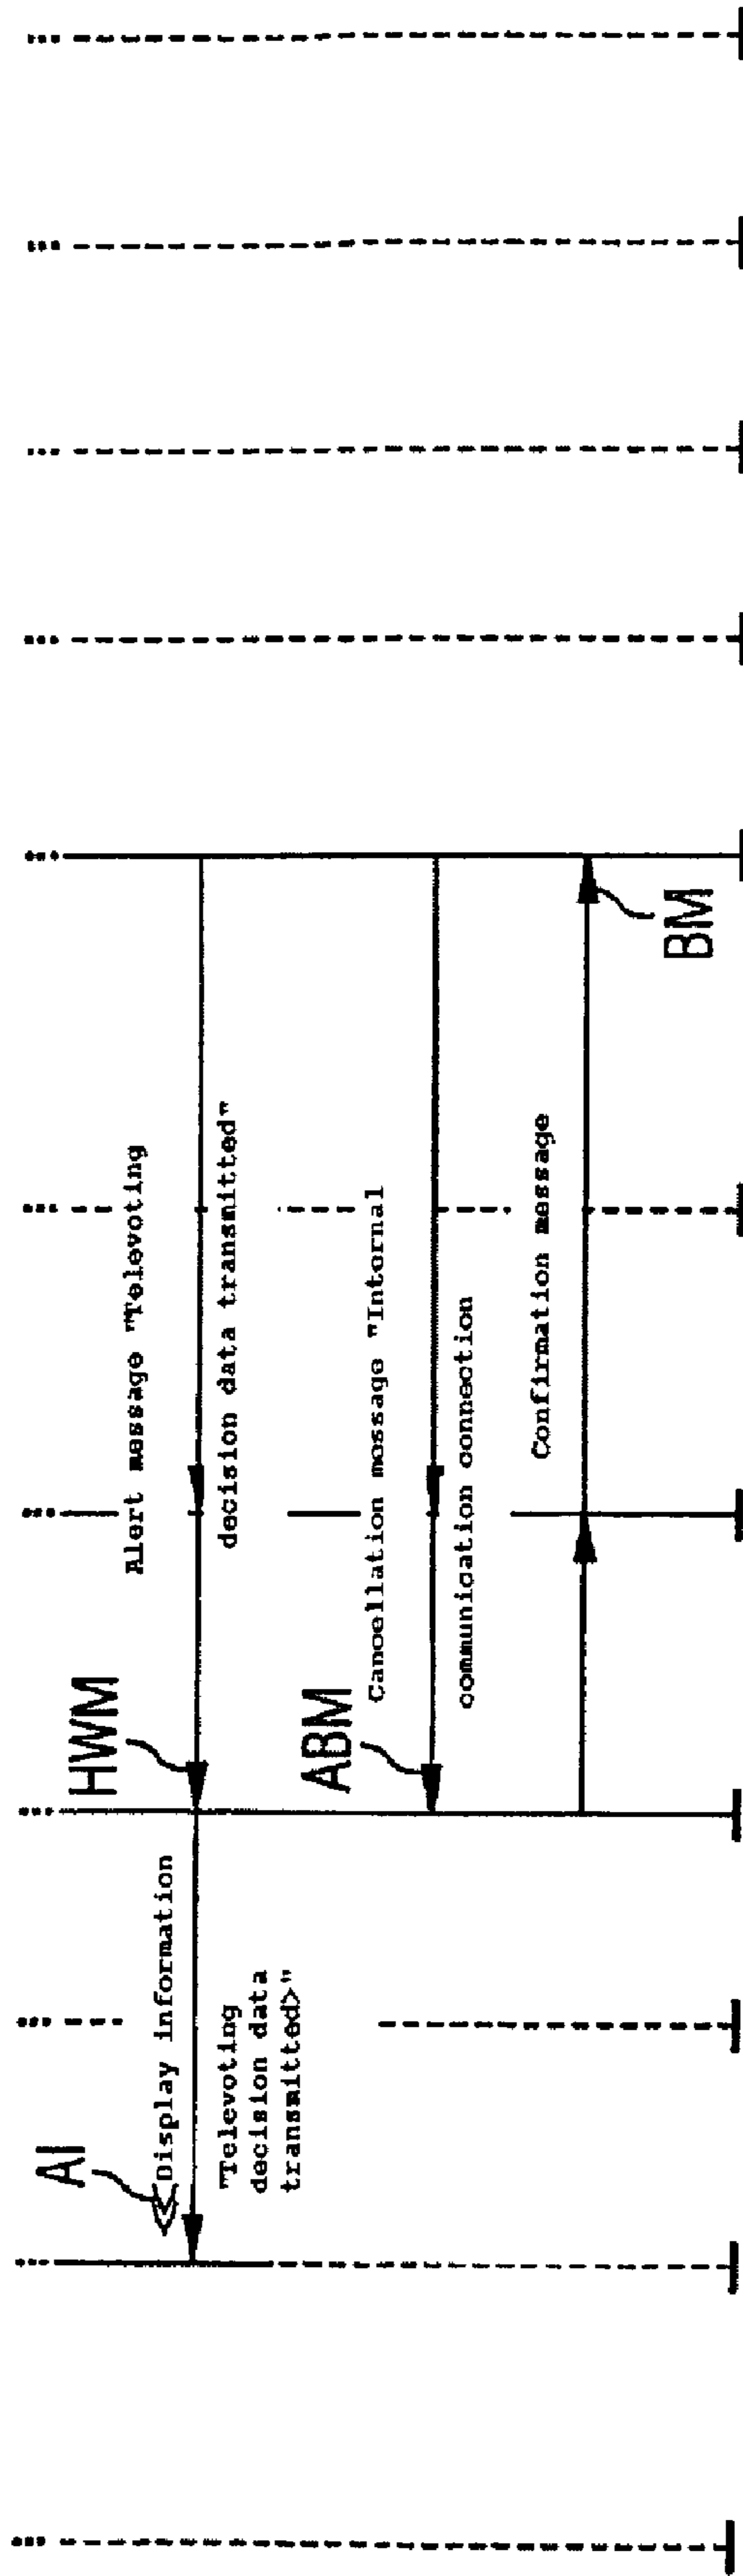 AI
<<Display information
"Televoting
decision data
transmitted>"
HWM
Alert message "Televoting
decision data transmitted"
ABM
Cancellation message "Internal
communication connection
Confirmation message
BM